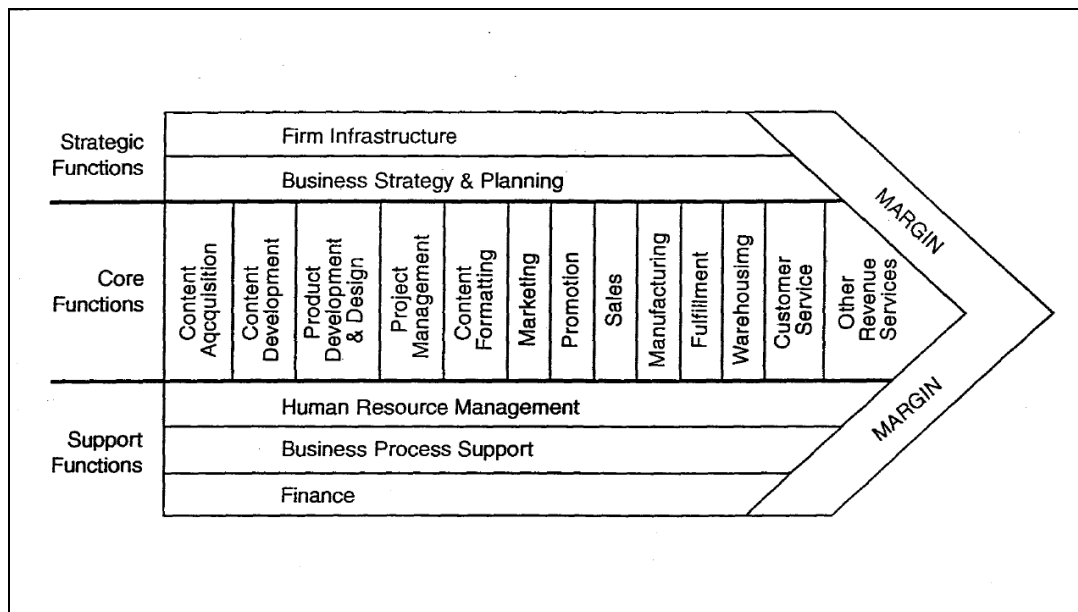 Strategic
Functions
Firm Infrastructure
Business Strategy & Planning
MARGIN
Core
Functions
Content
Aqcquisition
Content
Development
Product
Development
& Design
Project
Management
Content
Formatting
Marketing
Promotion
Sales
Manufacturing
Fulfillment
Warehousimg
Customer
Service
Other
Revenue
Services
Support
Functions
Human Resource Management
Business Process Support
Finance
MARGIN